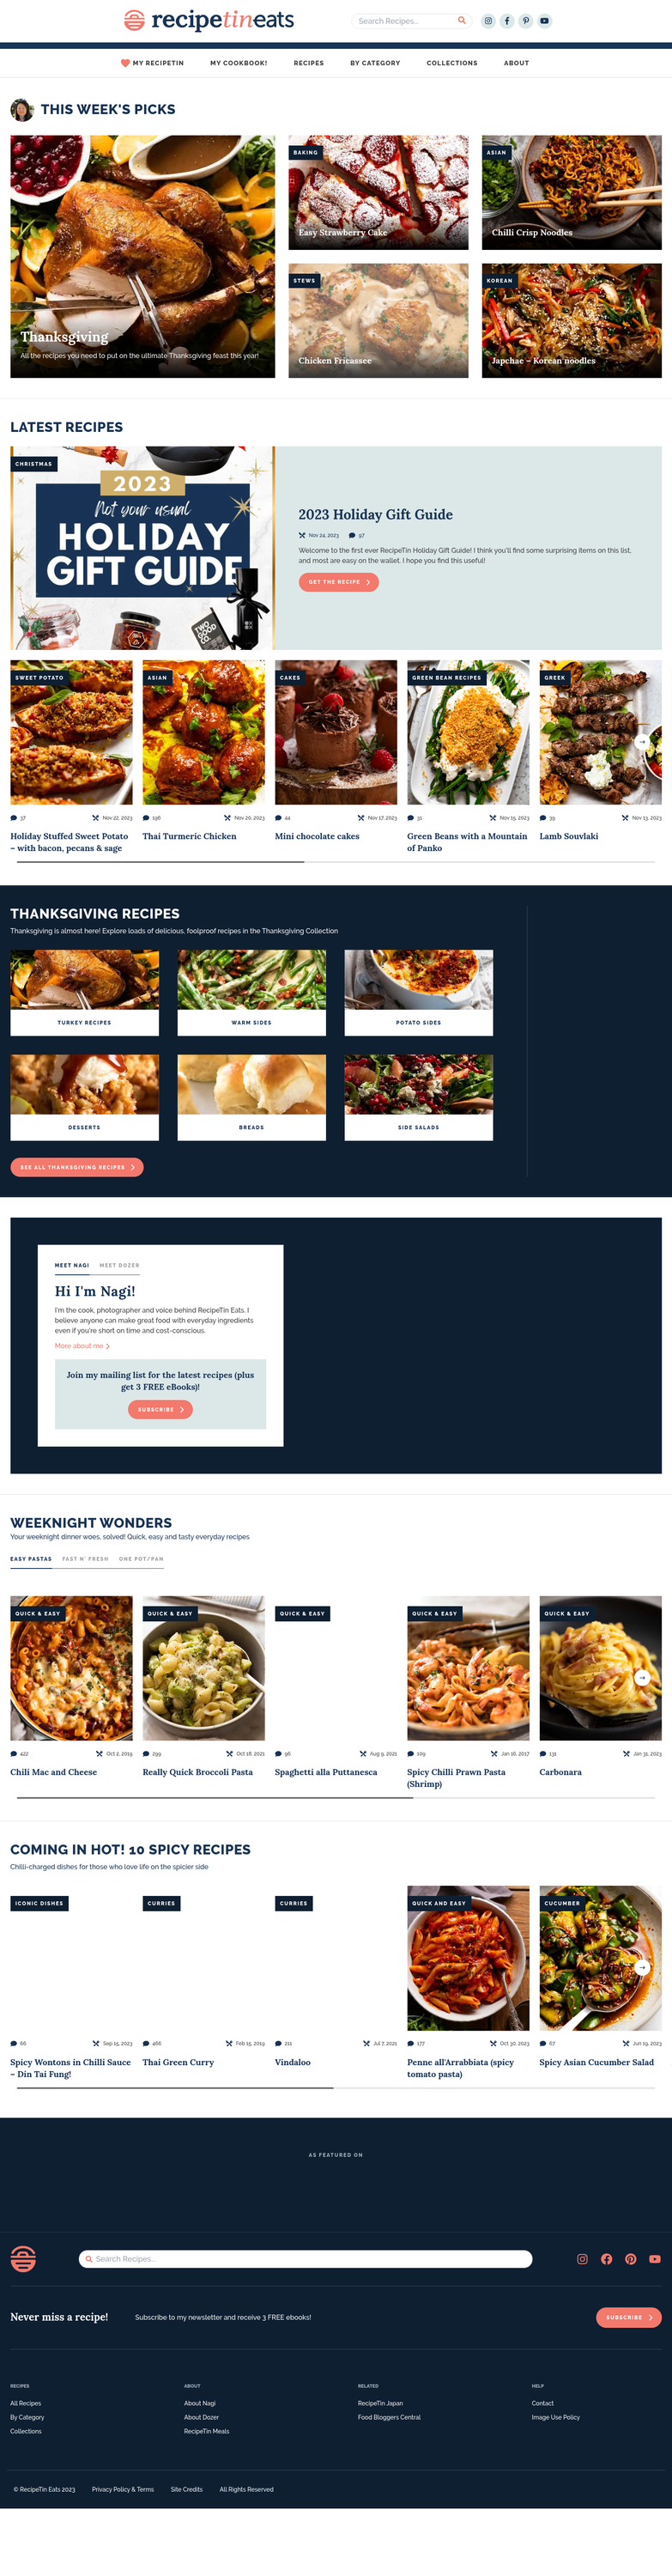 recipetineats
Search Recipes...
MY RECIPETIN
MY COOKBOOK!
RECIPES
BY CATEGORY
COLLECTIONS
ABOUT
THIS WEEK'S PICKS
Thanksgiving
All the recipes you need to put on the ultimate Thanksgiving feast this year!
BAKING
Easy Strawberry Cake
ASIAN
Chilli Crisp Noodles
STEWS
Chicken Fricassee
KOREAN
Japchae – Korean noodles
LATEST RECIPES
CHRISTMAS
2023
Not your usual
HOLIDAY
GIFT GUIDE
TWO
GOOD
CO
2023 Holiday Gift Guide
Nov 24, 2023
97
Welcome to the first ever RecipeTin Holiday Gift Guide! I think you'll find some surprising items on this list,
and most are easy on the wallet. I hope you find this useful!
GET THE RECIPE
SWEET POTATO
37
Nov 22, 2023
Holiday Stuffed Sweet Potato
– with bacon, pecans & sage
ASIAN
196
Nov 20, 2023
Thai Turmeric Chicken
CAKES
44
Nov 17, 2023
Mini chocolate cakes
GREEN BEAN RECIPES
31
Nov 15, 2023
Green Beans with a Mountain
of Panko
GREEK
39
Nov 13, 2023
Lamb Souvlaki
THANKSGIVING RECIPES
Thanksgiving is almost here! Explore loads of delicious, foolproof recipes in the Thanksgiving Collection
TURKEY RECIPES
WARM SIDES
POTATO SIDES
DESSERTS
BREADS
SIDE SALADS
SEE ALL THANKSGIVING RECIPES
MEET NAGI
MEET DOZER
Hi I'm Nagi!
I'm the cook, photographer and voice behind RecipeTin Eats. I
believe anyone can make great food with everyday ingredients
even if you're short on time and cost-conscious.
More about me
Join my mailing list for the latest recipes (plus
get 3 FREE eBooks)!
SUBSCRIBE
WEEKNIGHT WONDERS
Your weeknight dinner woes, solved! Quick, easy and tasty everyday recipes
EASY PASTAS
FAST N' FRESH
ONE POT/PAN
QUICK & EASY
422
Oct 2, 2019
Chili Mac and Cheese
QUICK & EASY
299
Oct 18, 2021
Really Quick Broccoli Pasta
QUICK & EASY
96
Aug 9, 2021
Spaghetti alla Puttanesca
QUICK & EASY
109
Jan 16, 2017
Spicy Chilli Prawn Pasta
(Shrimp)
QUICK & EASY
131
Jan 31, 2023
Carbonara
COMING IN HOT! 10 SPICY RECIPES
Chilli-charged dishes for those who love life on the spicier side
ICONIC DISHES
66
Sep 15, 2023
Spicy Wontons in Chilli Sauce
– Din Tai Fung!
CURRIES
466
Feb 15, 2019
Thai Green Curry
CURRIES
211
Jul 7, 2021
Vindaloo
QUICK AND EASY
177
Oct 30, 2023
Penne all'Arrabbiata (spicy
tomato pasta)
CUCUMBER
67
Jun 19, 2023
Spicy Asian Cucumber Salad
AS FEATURED ON
Search Recipes...
Never miss a recipe!
Subscribe to my newsletter and receive 3 FREE ebooks!
SUBSCRIBE
RECIPES
All Recipes
By Category
Collections
ABOUT
About Nagi
About Dozer
RecipeTin Meals
RELATED
RecipeTin Japan
Food Bloggers Central
HELP
Contact
Image Use Policy
© RecipeTin Eats 2023
Privacy Policy & Terms
Site Credits
All Rights Reserved